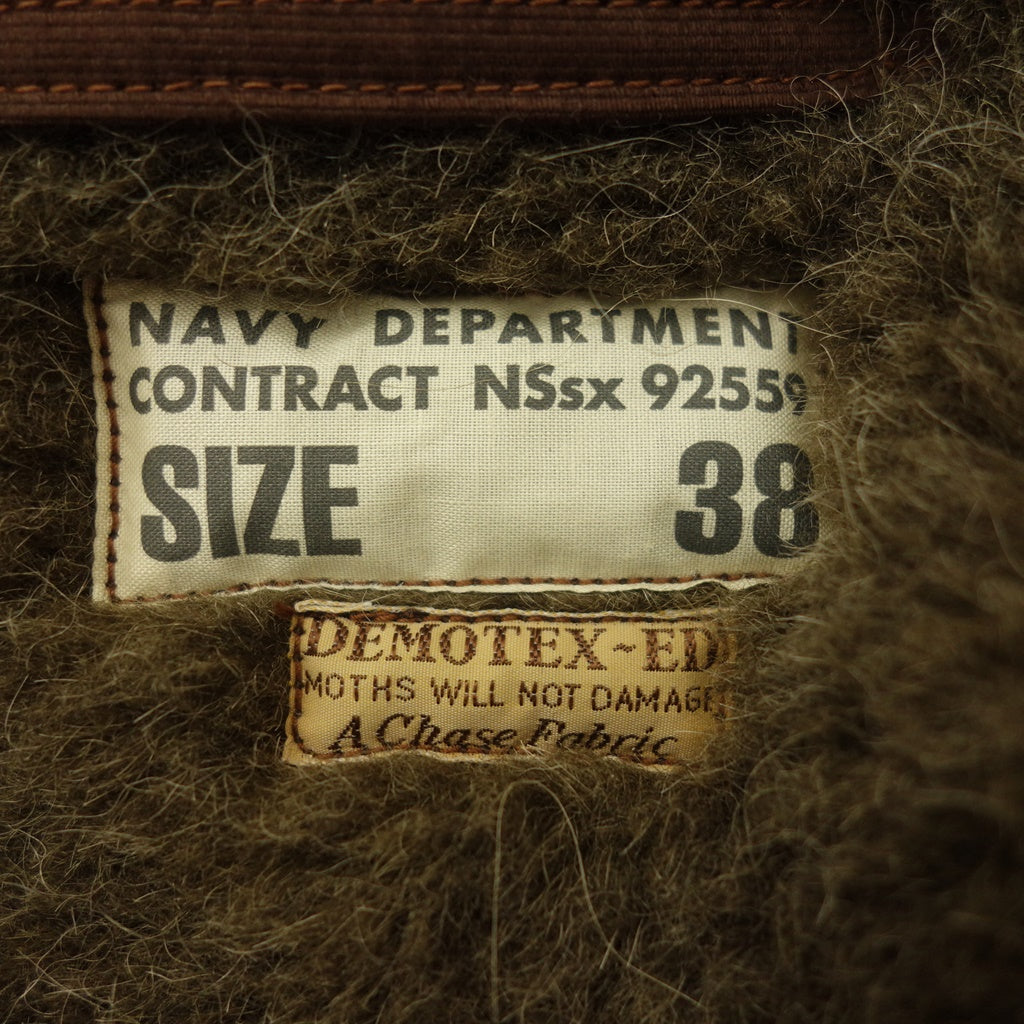 NAVY DEPARTMENT
CONTRACT NSsx 92559
SIZE 38
DEMOTEX~ED
MOTHS WILL NOT DAMAGE
A Chase Fabric